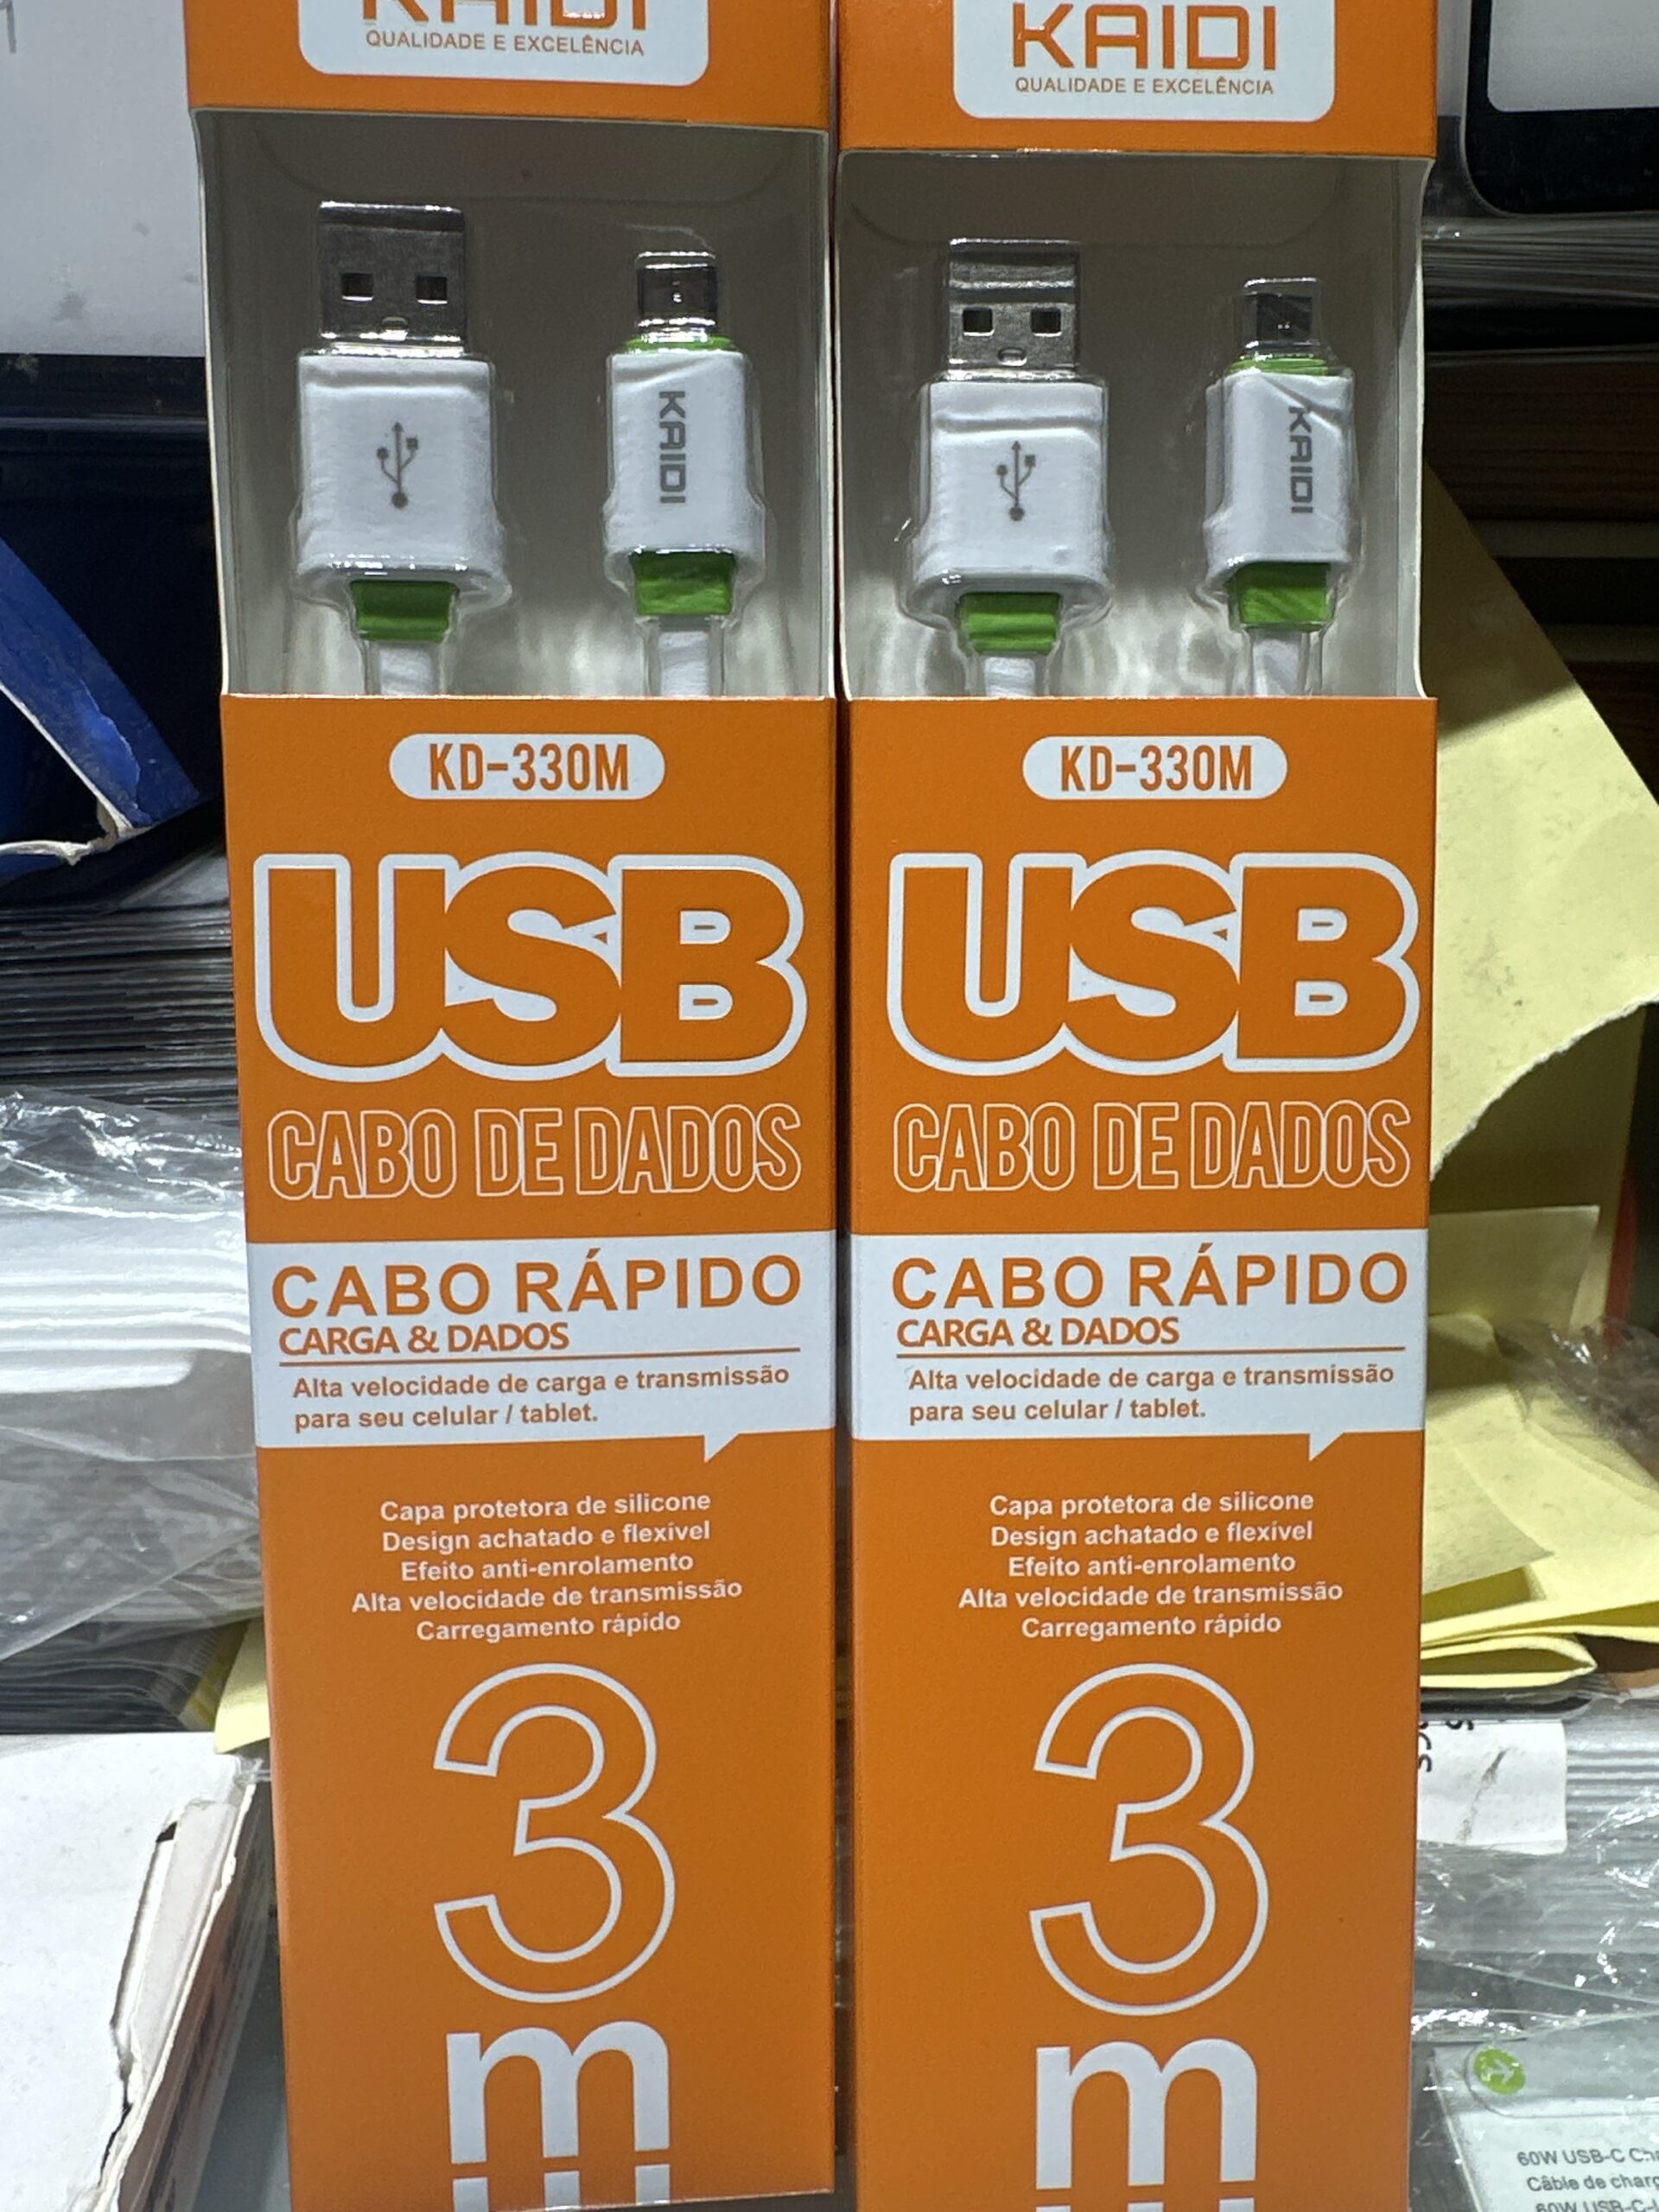 KAIDI
QUALIDADE E EXCELÊNCIA
KAIDI
KD-330M
USB
CABO DE DADOS
CABO RÁPIDO
CARGA & DADOS
Alta velocidade de carga e transmissão
para seu celular / tablet.
Capa protetora de silicone
Design achatado e flexível
Efeito anti-enrolamento
Alta velocidade de transmissão
Carregamento rápido
3
m
KAIDI
QUALIDADE E EXCELÊNCIA
KAIDI
KD-330M
USB
CABO DE DADOS
CABO RÁPIDO
CARGA & DADOS
Alta velocidade de carga e transmissão
para seu celular / tablet.
Capa protetora de silicone
Design achatado e flexível
Efeito anti-enrolamento
Alta velocidade de transmissão
Carregamento rápido
3
m
60W USB-C
Câble de
60W USB-C